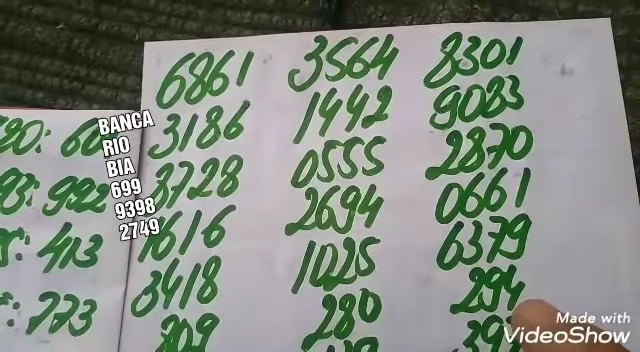 6861 3564 8301
3186 1442 9083
3728 0555 2870
1616 2694 0661
3418 1025 6379
809 280 294
992
: 413
: 773
BANCA
RIO
BIA
699
9398
2749
Made with
VideoShow